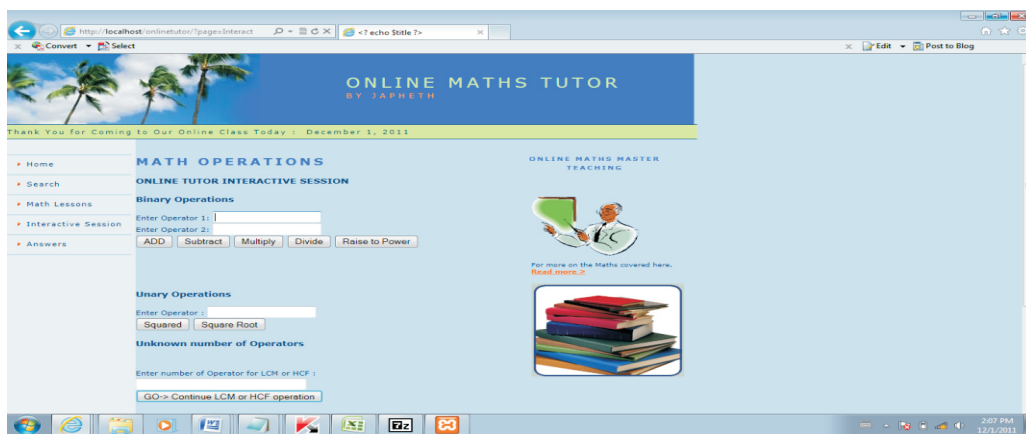 http://localhost/onlinetutor/?page=Interact
<? echo $title ?>
Convert
Select
Edit
Post to Blog
ONLINE MATHS TUTOR
BY JAPHETH
Thank You for Coming to Our Online Class Today : December 1, 2011
Home
Search
Math Lessons
Interactive Session
Answers
MATH OPERATIONS
ONLINE TUTOR INTERACTIVE SESSION
Binary Operations
Enter Operator 1:
Enter Operator 2:
ADD Subtract Multiply Divide Raise to Power
Unary Operations
Enter Operator :
Squared Square Root
Unknown number of Operators
Enter number of Operator for LCM or HCF :
GO-> Continue LCM or HCF operation
ONLINE MATHS MASTER
TEACHING
For more on the Maths covered here.
Read more >
7z
2:07 PM
12/1/2011